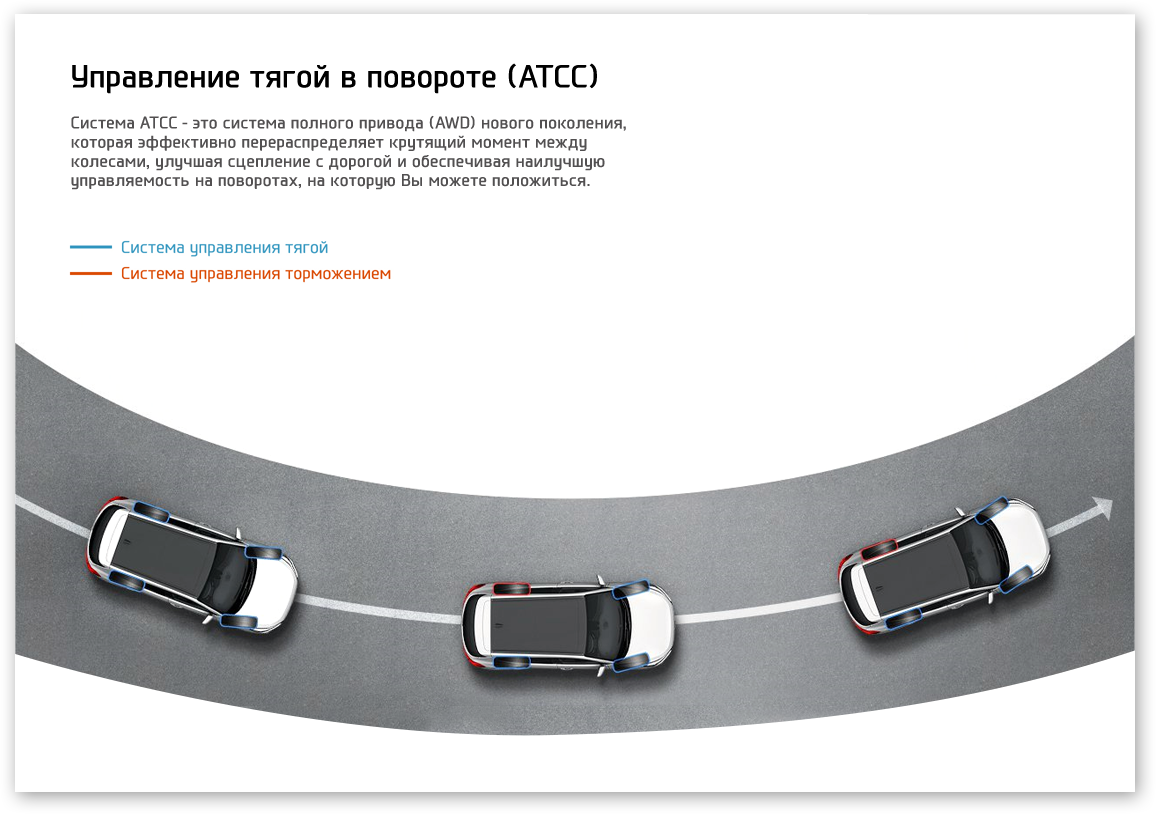 Управление тягой в повороте (ATCC)
Система ATCC - это система полного привода (AWD) нового поколения,
которая эффективно перераспределяет крутящий момент между
колесами, улучшая сцепление с дорогой и обеспечивая наилучшую
управляемость на поворотах, на которую Вы можете положиться.
Система управления тягой
Система управления торможением